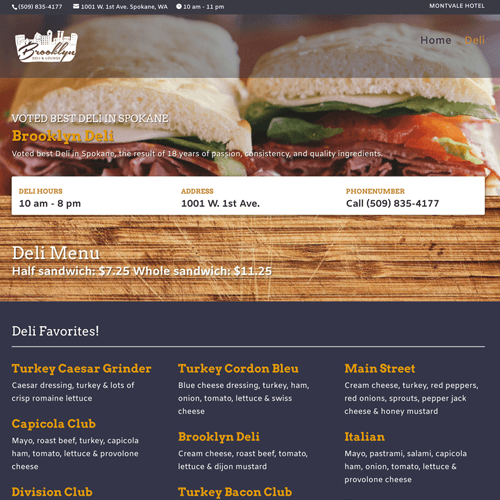 (509) 835-4177 1001 W. 1st Ave. Spokane, WA 10 am - 11 pm MONTVALE HOTEL
Brooklyn
DELI & LOUNGE
Home Deli
VOTED BEST DELI IN SPOKANE
Brooklyn Deli
Voted best Deli in Spokane, the result of 18 years of passion, consistency, and quality ingredients.
DELI HOURS
10 am - 8 pm
ADDRESS
1001 W. 1st Ave.
PHONENUMBER
Call (509) 835-4177
Deli Menu
Half sandwich: $7.25 Whole sandwich: $11.25
Deli Favorites!
Turkey Caesar Grinder
Caesar dressing, turkey & lots of
crisp romaine lettuce
Capicola Club
Mayo, roast beef, turkey, capicola
ham, tomato, lettuce & provolone
cheese
Division Club
Turkey Cordon Bleu
Blue cheese dressing, turkey, ham,
onion, tomato, lettuce & swiss
cheese
Brooklyn Deli
Cream cheese, roast beef, tomato,
lettuce & dijon mustard
Turkey Bacon Club
Main Street
Cream cheese, turkey, red peppers,
red onions, sprouts, pepper jack
cheese & honey mustard
Italian
Mayo, pastrami, salami, capicola
ham, onion, tomato, lettuce &
provolone cheese